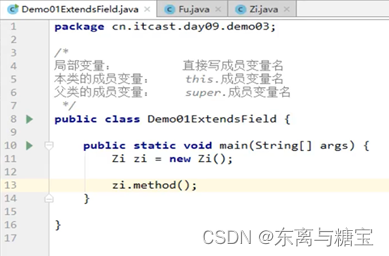 Demo01ExtendsField.java × Fu.java × Zi.java ×
1 package cn.itcast.day09.demo03;
2
3 /*
4 局部变量: 直接写成员变量名
5 本类的成员变量: this.成员变量名
6 父类的成员变量: super.成员变量名
7 */
8 public class Demo01ExtendsField {
9
10 public static void main(String[] args) {
11 Zi zi = new Zi();
12
13 zi.method();
14 }
15
16 }
17
CSDN @东离与糖宝